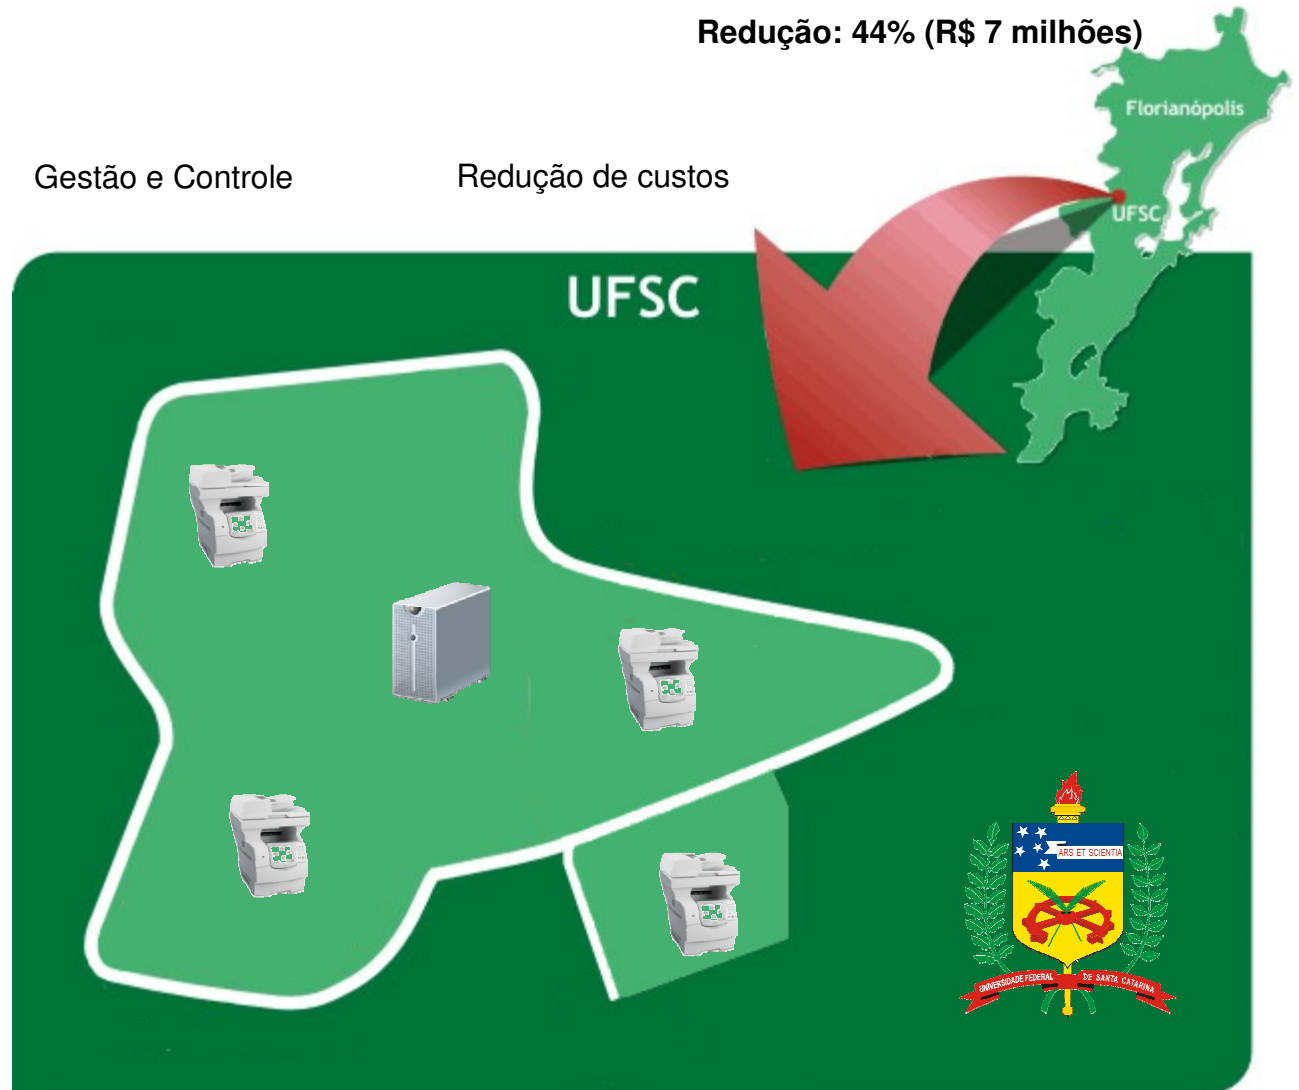 Redução: 44% (R$ 7 milhões)
Florianópolis
Gestão e Controle
Redução de custos
UFSC
UFSC
ARS ET SCIENTIA
UNIVERSIDADE FEDERAL DE SANTA CATARINA